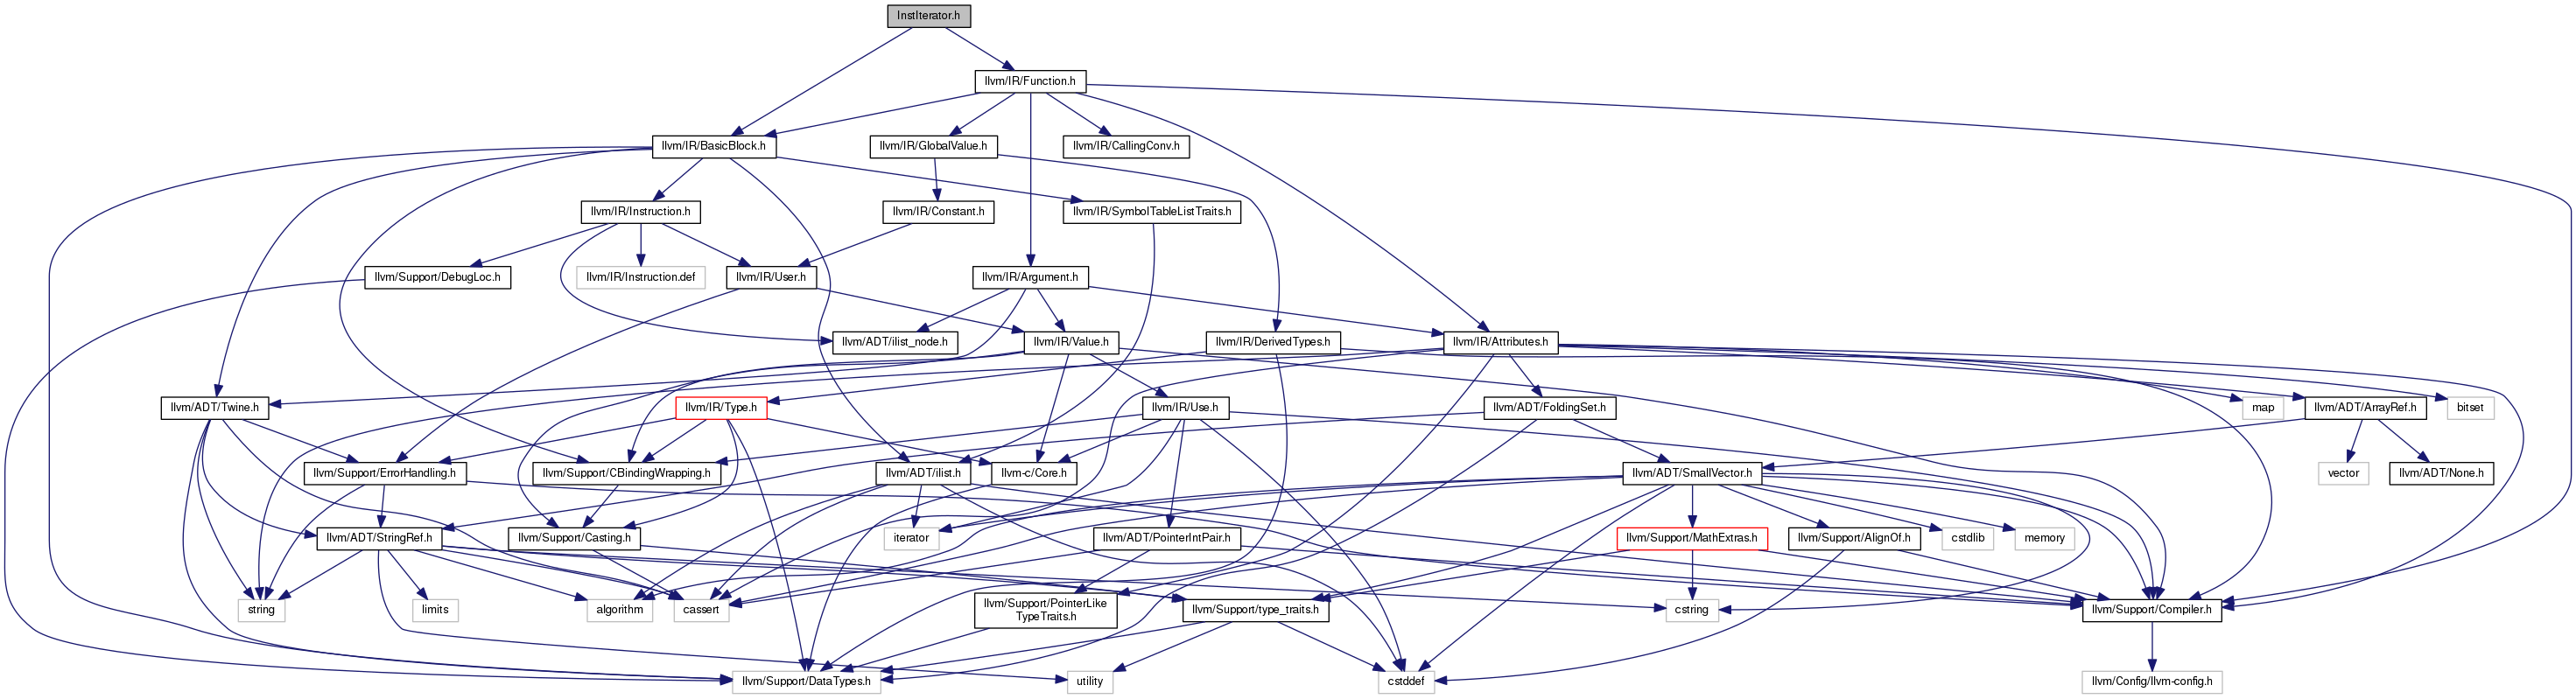 InstIterator.h
llvm/IR/Function.h
llvm/IR/BasicBlock.h
llvm/IR/GlobalValue.h
llvm/IR/CallingConv.h
llvm/IR/Instruction.h
llvm/IR/Constant.h
llvm/IR/SymbolTableListTraits.h
llvm/Support/DebugLoc.h
llvm/IR/Instruction.def
llvm/IR/User.h
llvm/IR/Argument.h
llvm/ADT/ilist_node.h
llvm/IR/Value.h
llvm/IR/DerivedTypes.h
llvm/IR/Attributes.h
llvm/ADT/Twine.h
llvm/IR/Type.h
llvm/IR/Use.h
llvm/ADT/FoldingSet.h
map
llvm/ADT/ArrayRef.h
bitset
llvm/Support/ErrorHandling.h
llvm/Support/CBindingWrapping.h
llvm/ADT/ilist.h
llvm-c/Core.h
llvm/ADT/SmallVector.h
vector
llvm/ADT/None.h
llvm/ADT/StringRef.h
llvm/Support/Casting.h
iterator
llvm/ADT/PointerIntPair.h
llvm/Support/MathExtras.h
llvm/Support/AlignOf.h
cstdlib
memory
string
limits
algorithm
cassert
llvm/Support/PointerLike
TypeTraits.h
llvm/Support/type_traits.h
cstring
llvm/Support/Compiler.h
llvm/Support/DataTypes.h
utility
cstddef
llvm/Config/llvm-config.h